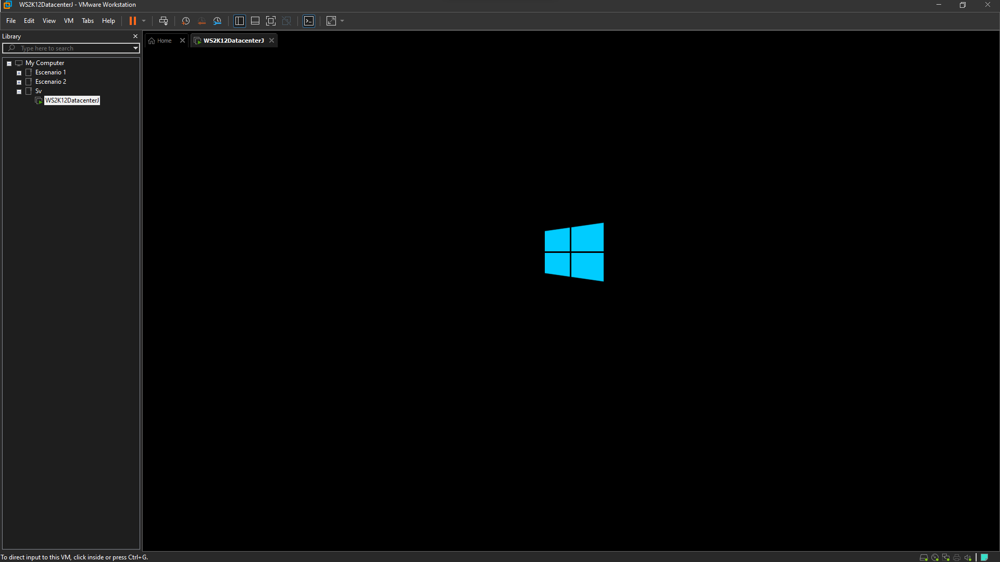 WS2K12DatacenterJ - VMware Workstation
File Edit View VM Tabs Help
Library
Type here to search
My Computer
Escenario 1
Escenario 2
Sv
WS2K12DatacenterJ
Home
WS2K12DatacenterJ
To direct input to this VM, click inside or press Ctrl+G.